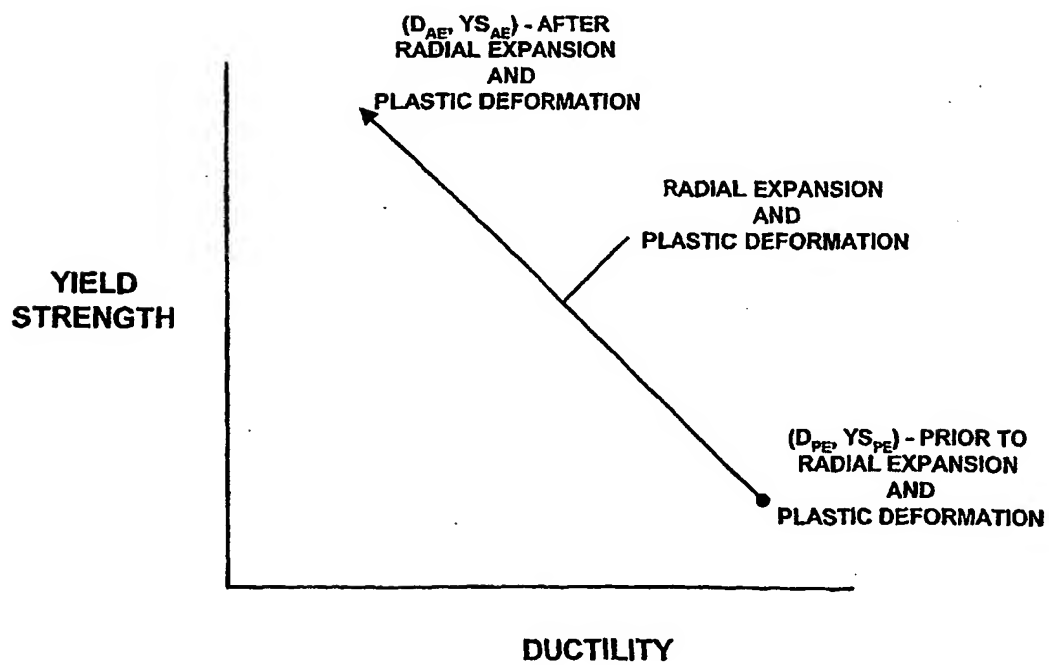 (D_AE, YS_AE) - AFTER
RADIAL EXPANSION
AND
PLASTIC DEFORMATION
RADIAL EXPANSION
AND
PLASTIC DEFORMATION
YIELD
STRENGTH
(D_PE, YS_PE) - PRIOR TO
RADIAL EXPANSION
AND
PLASTIC DEFORMATION
DUCTILITY